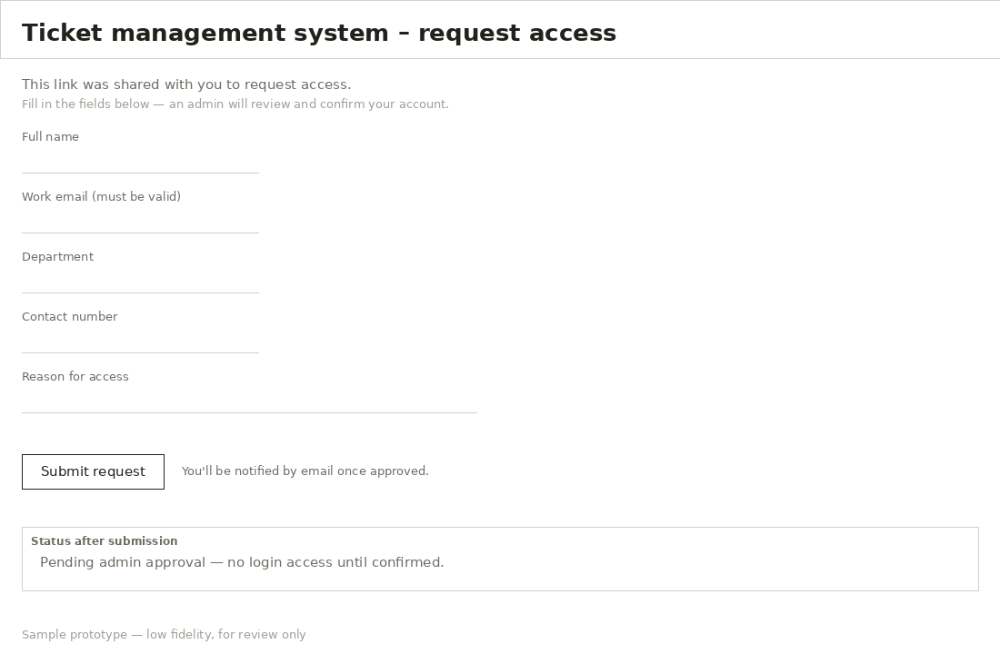 Ticket management system – request access
This link was shared with you to request access.
Fill in the fields below — an admin will review and confirm your account.
Full name
Work email (must be valid)
Department
Contact number
Reason for access
Submit request
You'll be notified by email once approved.
Status after submission
Pending admin approval — no login access until confirmed.
Sample prototype — low fidelity, for review only